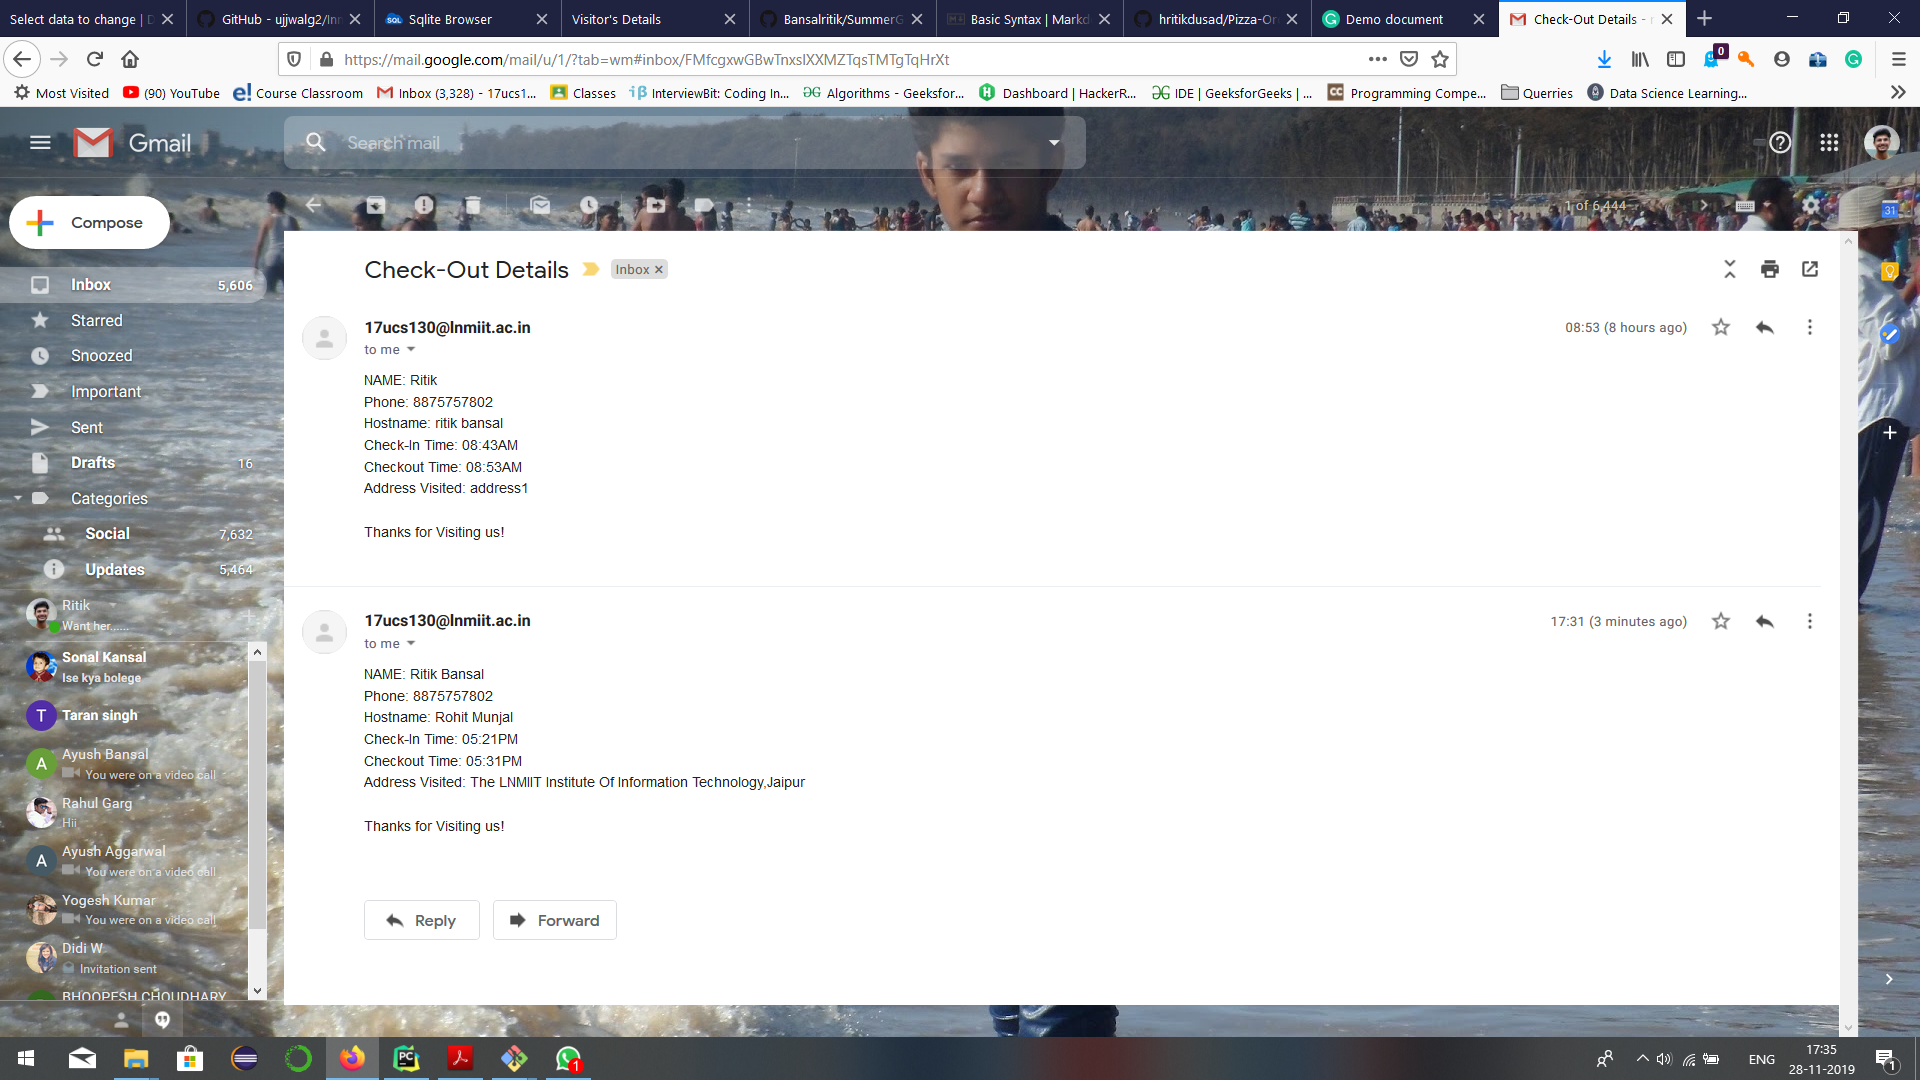 Select data to change | D
GitHub - ujjwalg2/Inn
Sqlite Browser
Visitor's Details
Bansalritik/SummerG
Basic Syntax | Markd
hritikdusad/Pizza-Or
Demo document
Check-Out Details -
https://mail.google.com/mail/u/1/?tab=wm#inbox/FMfcgxwGBwTnxslXXMZTqsTMTgTqHrXt
0
Most Visited
(90) YouTube
Course Classroom
Inbox (3,328) - 17ucs1...
Classes
InterviewBit: Coding In...
Algorithms - Geeksfor...
Dashboard | HackerR...
IDE | GeeksforGeeks | ...
Programming Compe...
Querries
Data Science Learning...
Gmail
Search mail
1 of 6,444
Compose
Inbox 5,606
Starred
Snoozed
Important
Sent
Drafts 16
Categories
Social 7,632
Updates 5,464
Ritik
Want her......
Sonal Kansal
Ise kya bolege
T
Taran singh
A
Ayush Bansal
You were on a video call
Rahul Garg
Hii
A
Ayush Aggarwal
You were on a video call
Yogesh Kumar
You were on a video call
Didi W
Invitation sent
BHOOPESH CHOUDHARY
Check-Out Details
Inbox
17ucs130@lnmiit.ac.in
08:53 (8 hours ago)
to me
NAME: Ritik
Phone: 8875757802
Hostname: ritik bansal
Check-In Time: 08:43AM
Checkout Time: 08:53AM
Address Visited: address1
Thanks for Visiting us!
17ucs130@lnmiit.ac.in
17:31 (3 minutes ago)
to me
NAME: Ritik Bansal
Phone: 8875757802
Hostname: Rohit Munjal
Check-In Time: 05:21PM
Checkout Time: 05:31PM
Address Visited: The LNMIIT Institute Of Information Technology,Jaipur
Thanks for Visiting us!
Reply
Forward
31
PC
1
ENG
17:35
28-11-2019
1